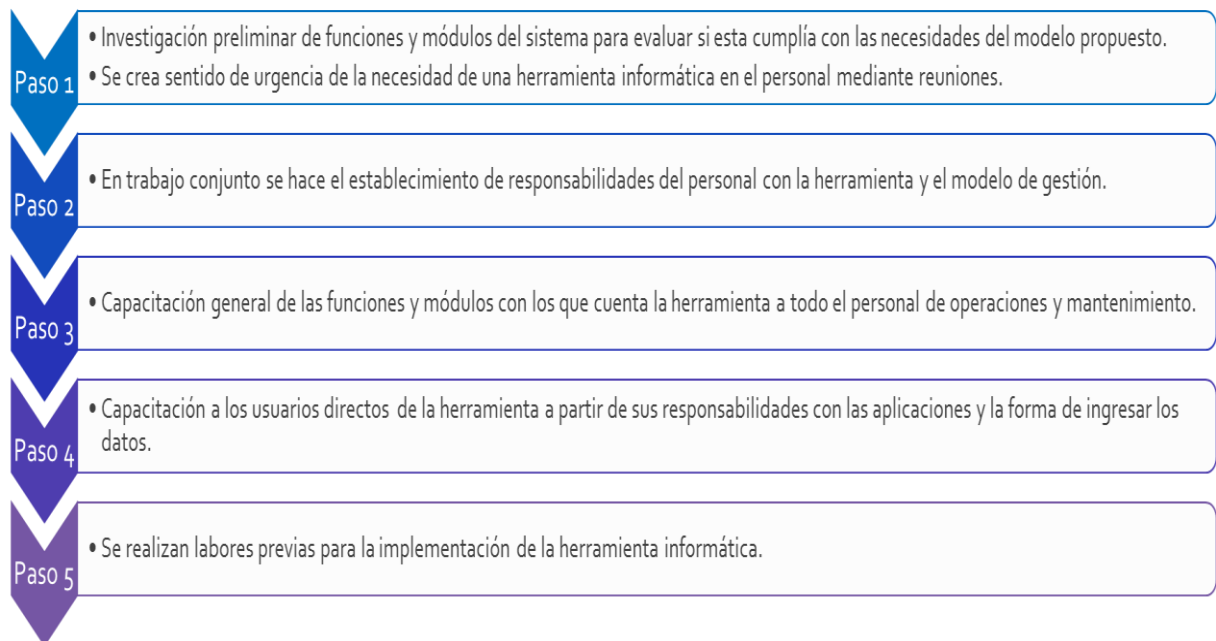 Paso 1
• Investigación preliminar de funciones y módulos del sistema para evaluar si esta cumplía con las necesidades del modelo propuesto.
• Se crea sentido de urgencia de la necesidad de una herramienta informática en el personal mediante reuniones.
Paso 2
• En trabajo conjunto se hace el establecimiento de responsabilidades del personal con la herramienta y el modelo de gestión.
Paso 3
• Capacitación general de las funciones y módulos con los que cuenta la herramienta a todo el personal de operaciones y mantenimiento.
Paso 4
• Capacitación a los usuarios directos de la herramienta a partir de sus responsabilidades con las aplicaciones y la forma de ingresar los
datos.
Paso 5
• Se realizan labores previas para la implementación de la herramienta informática.